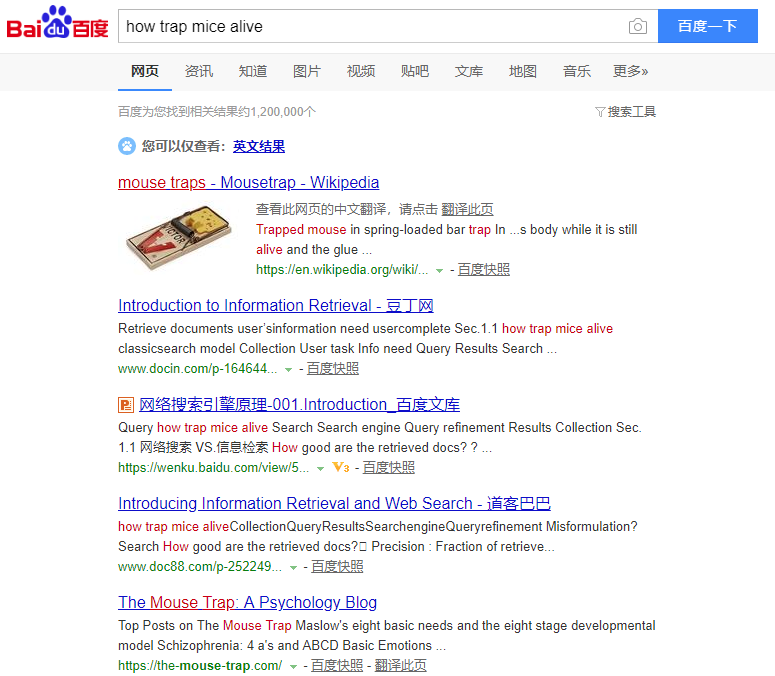 Bai du 百度
how trap mice alive
百度一下
网页 资讯 知道 图片 视频 贴吧 文库 地图 音乐 更多»
百度为您找到相关结果约1,200,000个
搜索工具
您可以仅查看：英文结果
mouse traps - Mousetrap - Wikipedia
VICTOR
查看此网页的中文翻译，请点击 翻译此页
Trapped mouse in spring-loaded bar trap In ...s body while it is still
alive and the glue ...
https://en.wikipedia.org/wiki/... - 百度快照
Introduction to Information Retrieval - 豆丁网
Retrieve documents user'sinformation need usercomplete Sec.1.1 how trap mice alive
classicsearch model Collection User task Info need Query Results Search ...
www.docin.com/p-164644... - 百度快照
网络搜索引擎原理-001.Introduction_百度文库
Query how trap mice alive Search Search engine Query refinement Results Collection Sec.
1.1 网络搜索 VS.信息检索 How good are the retrieved docs? ? ...
https://wenku.baidu.com/view/5... V3 - 百度快照
Introducing Information Retrieval and Web Search - 道客巴巴
how trap mice aliveCollectionQueryResultsSearchengineQueryrefinement Misformulation?
Search How good are the retrieved docs? Precision : Fraction of retrieve...
www.doc88.com/p-252249... - 百度快照
The Mouse Trap: A Psychology Blog
Top Posts on The Mouse Trap Maslow's eight basic needs and the eight stage developmental
model Schizophrenia: 4 a's and ABCD Basic Emotions ...
https://the-mouse-trap.com/ - 百度快照 - 翻译此页